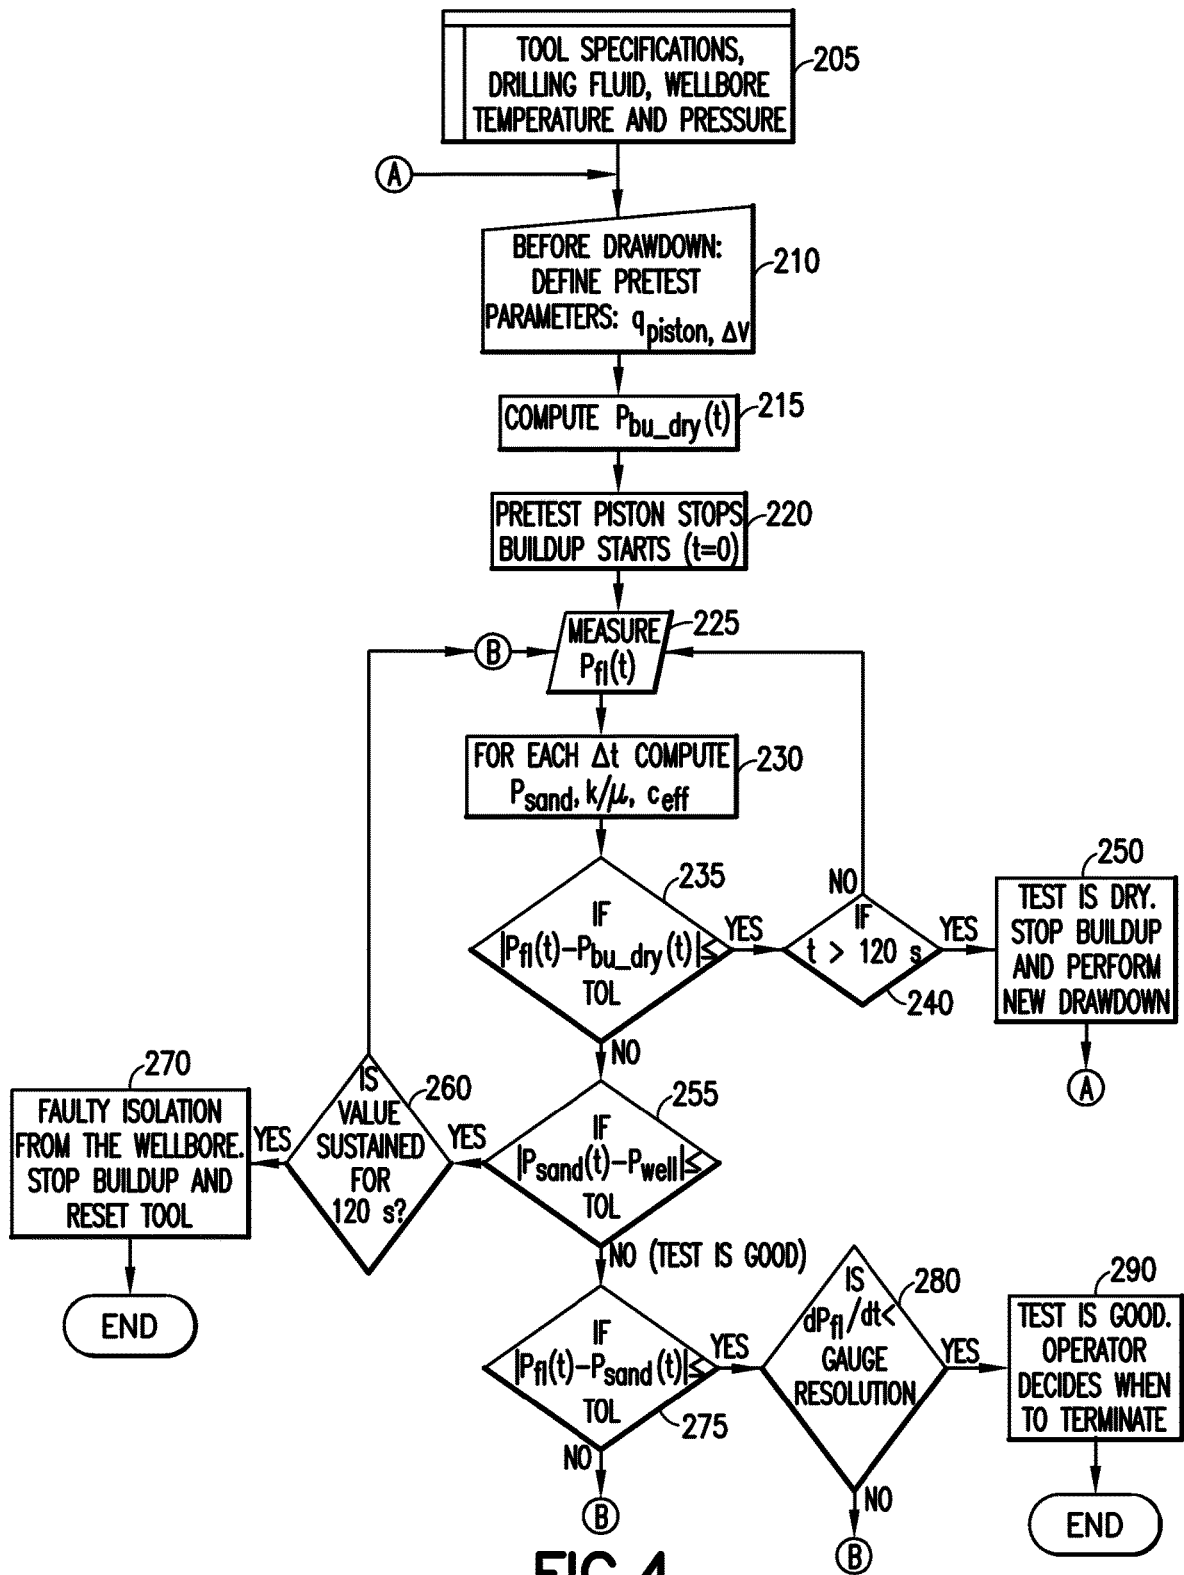 TOOL SPECIFICATIONS,
DRILLING FLUID, WELLBORE
TEMPERATURE AND PRESSURE
205
A
BEFORE DRAWDOWN:
DEFINE PRETEST
PARAMETERS: qpiston, ΔV
210
COMPUTE Pbu_dry(t)
215
PRETEST PISTON STOPS
BUILDUP STARTS (t=0)
220
MEASURE
Pfl(t)
225
B
FOR EACH Δt COMPUTE
Psand, k/μ, ceff
230
IF
|Pfl(t)-Pbu_dry(t)|≤
TOL
235
YES
NO
IF
t > 120 s
240
NO
YES
250
TEST IS DRY.
STOP BUILDUP
AND PERFORM
NEW DRAWDOWN
A
IF
|Psand(t)-Pwell|≤
TOL
255
YES
IS
VALUE
SUSTAINED
FOR
120 s?
260
YES
270
FAULTY ISOLATION
FROM THE WELLBORE.
STOP BUILDUP AND
RESET TOOL
END
NO (TEST IS GOOD)
IF
|Pfl(t)-Psand(t)|≤
TOL
275
YES
NO
B
IS
dPfl/dt<
GAUGE
RESOLUTION
280
YES
NO
B
290
TEST IS GOOD.
OPERATOR
DECIDES WHEN
TO TERMINATE
END
FIG.4